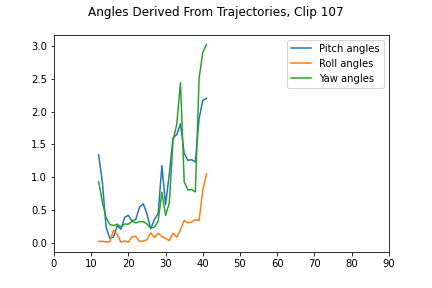 Angles Derived From Trajectories, Clip 107
Pitch angles
Roll angles
Yaw angles
3.0
2.5
2.0
1.5
1.0
0.5
0.0
0 10 20 30 40 50 60 70 80 90